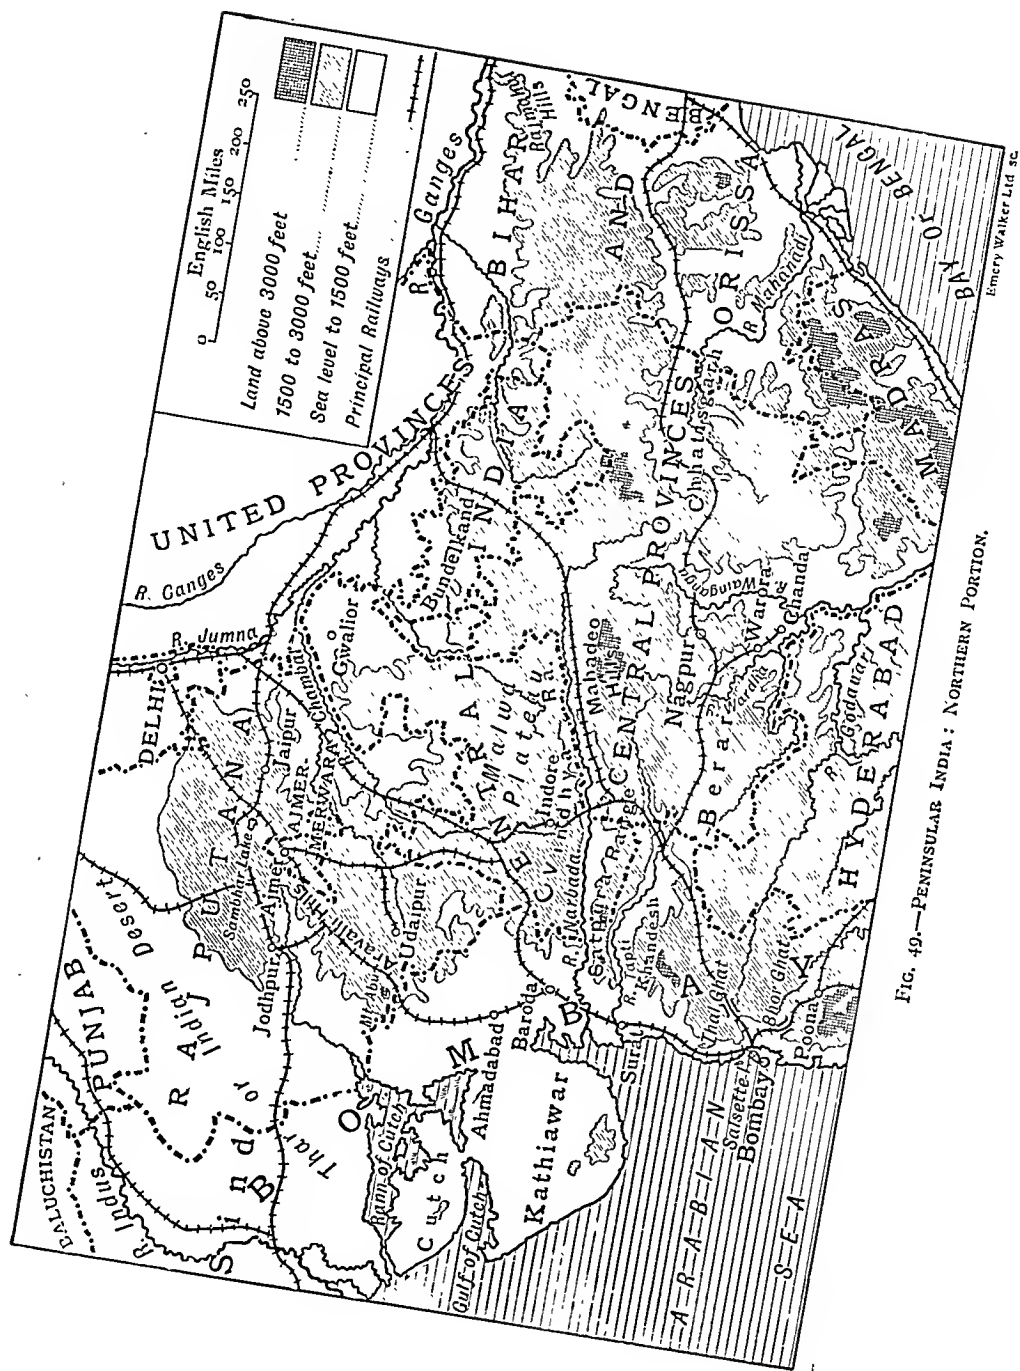 English Miles
0 50 100 150 200 250
Land above 3000 feet
1500 to 3000 feet
Sea level to 1500 feet
Principal Railways
BALUCHISTAN
PUNJAB
R. Indus
Sind
Thar or Indian Desert
RAJPUTANA
DELHI
R. Jumna
R. Ganges
UNITED PROVINCES
R. Ganges
BIHAR AND ORISSA
Rajmahal Hills
BENGAL
BENGAL
Sambhar Lake
Jaipur
AJMER
MERWARA
Ajmer
Jodhpur
Aravalli Hills
Mt. Abu
Udaipur
R. Chambal
Gwalior
Bundelkand
CENTRAL INDIA
Malwa Plateau
Indore
Vindhya Ra.
BOMBAY
Rann of Cutch
Cutch
Gulf of Cutch
Kathiawar
Ahmadabad
Baroda
R. Narbada
Satpura Range
Mahadeo Hills
CENTRAL PROVINCES
Chhattisgarh
R. Mahanadi
Surat
R. Tapti
Khandesh
Nagpur
Wainganga
Berar
Wardha
Warora
Chanda
Thal Ghat
Bhor Ghat
Salsette I.
Bombay
Poona
R. Godavari
HYDERABAD
MADRAS
ARABIAN SEA
BAY OF BENGAL
Emery Walker Ltd sc.
FIG. 49.—PENINSULAR INDIA: NORTHERN PORTION.